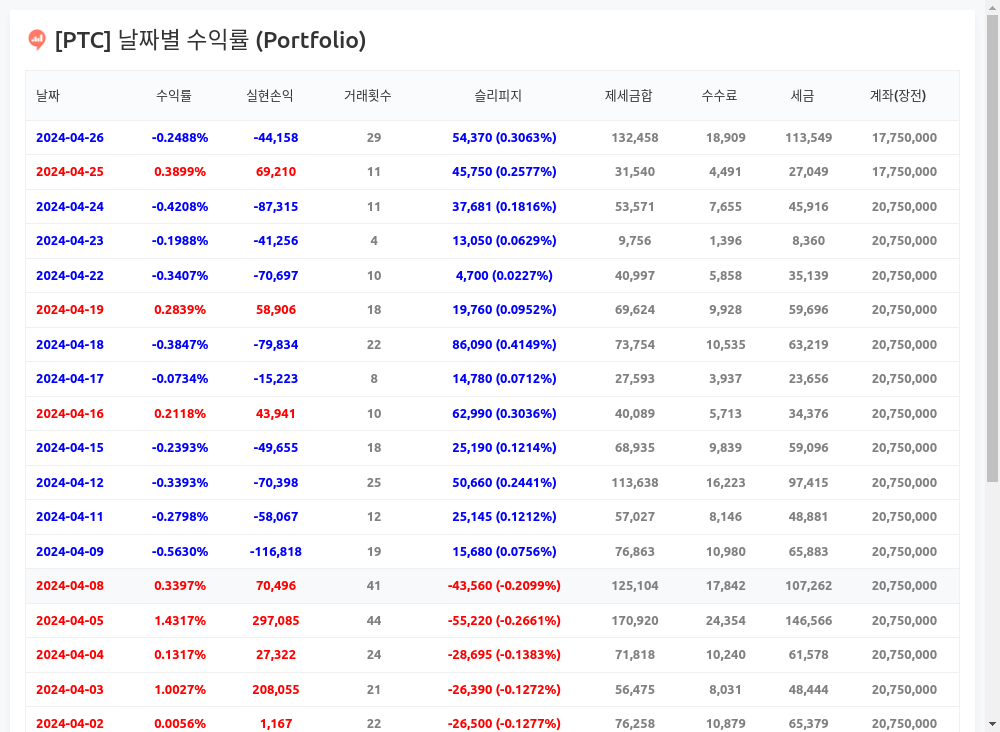 [PTC] 날짜별 수익률 (Portfolio)
날짜 수익률 실현손익 거래횟수 슬리피지 제세금합 수수료 세금 계좌(장전)
2024-04-26 -0.2488% -44,158 29 54,370 (0.3063%) 132,458 18,909 113,549 17,750,000
2024-04-25 0.3899% 69,210 11 45,750 (0.2577%) 31,540 4,491 27,049 17,750,000
2024-04-24 -0.4208% -87,315 11 37,681 (0.1816%) 53,571 7,655 45,916 20,750,000
2024-04-23 -0.1988% -41,256 4 13,050 (0.0629%) 9,756 1,396 8,360 20,750,000
2024-04-22 -0.3407% -70,697 10 4,700 (0.0227%) 40,997 5,858 35,139 20,750,000
2024-04-19 0.2839% 58,906 18 19,760 (0.0952%) 69,624 9,928 59,696 20,750,000
2024-04-18 -0.3847% -79,834 22 86,090 (0.4149%) 73,754 10,535 63,219 20,750,000
2024-04-17 -0.0734% -15,223 8 14,780 (0.0712%) 27,593 3,937 23,656 20,750,000
2024-04-16 0.2118% 43,941 10 62,990 (0.3036%) 40,089 5,713 34,376 20,750,000
2024-04-15 -0.2393% -49,655 18 25,190 (0.1214%) 68,935 9,839 59,096 20,750,000
2024-04-12 -0.3393% -70,398 25 50,660 (0.2441%) 113,638 16,223 97,415 20,750,000
2024-04-11 -0.2798% -58,067 12 25,145 (0.1212%) 57,027 8,146 48,881 20,750,000
2024-04-09 -0.5630% -116,818 19 15,680 (0.0756%) 76,863 10,980 65,883 20,750,000
2024-04-08 0.3397% 70,496 41 -43,560 (-0.2099%) 125,104 17,842 107,262 20,750,000
2024-04-05 1.4317% 297,085 44 -55,220 (-0.2661%) 170,920 24,354 146,566 20,750,000
2024-04-04 0.1317% 27,322 24 -28,695 (-0.1383%) 71,818 10,240 61,578 20,750,000
2024-04-03 1.0027% 208,055 21 -26,390 (-0.1272%) 56,475 8,031 48,444 20,750,000
2024-04-02 0.0056% 1,167 22 -26,500 (-0.1277%) 76,258 10,879 65,379 20,750,000